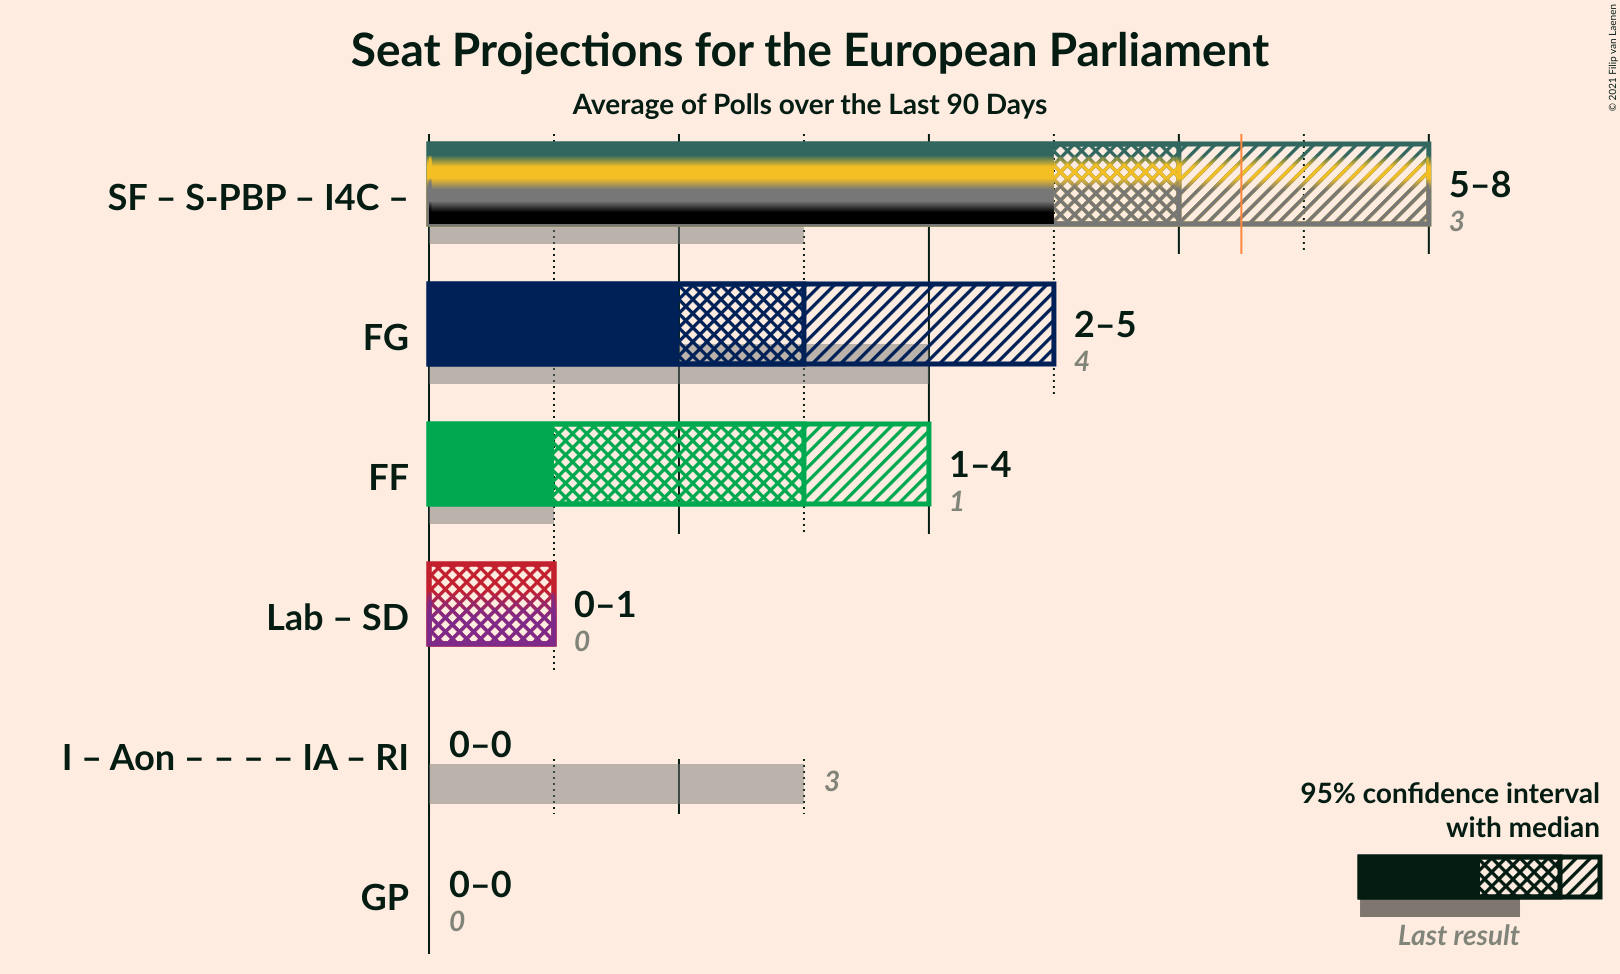 Seat Projections for the European Parliament
Average of Polls over the Last 90 Days
© 2021 Filip van Laenen
SF – S-PBP – I4C –
5–8
3
FG
2–5
4
FF
1–4
1
Lab – SD
0–1
0
I – Aon – – – – IA – RI
0–0
3
GP
0–0
0
95% confidence interval
with median
Last result